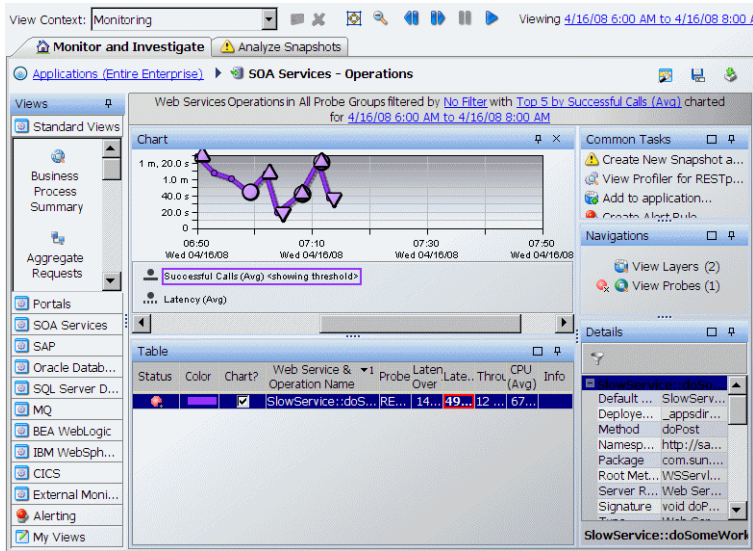 View Context: Monitoring
Viewing 4/16/08 6:00 AM to 4/16/08 8:00
Monitor and Investigate
Analyze Snapshots
Applications (Entire Enterprise) SOA Services - Operations
Views
Standard Views
Business
Process
Summary
Aggregate
Requests
Portals
SOA Services
SAP
Oracle Datab...
SQL Server D...
MQ
BEA WebLogic
IBM WebSph...
CICS
External Moni...
Alerting
My Views
Web Services Operations in All Probe Groups filtered by No Filter with Top 5 by Successful Calls (Avg) charted
for 4/16/08 6:00 AM to 4/16/08 8:00 AM
Chart
1 m, 20.0 s
1.0 m
40.0 s
20.0 s
0
06:50 07:10 07:30 07:50
Wed 04/16/08 Wed 04/16/08 Wed 04/16/08 Wed 04/16/08
Successful Calls (Avg) <showing threshold>
Latency (Avg)
Table
Status Color Chart? Web Service & Operation Name 1 Probe Laten Over Late.. Throu CPU (Avg) Info
SlowService::doS... RE... 14... 49... 12 ... 67...
Common Tasks
Create New Snapshot a...
View Profiler for RESTp...
Add to application...
Create Alert Rule
Navigations
View Layers (2)
View Probes (1)
Details
SlowService::doSo...
Default ... SlowServ...
Deploye... _appsdir...
Method doPost
Namesp... http://sa...
Package com.sun....
Root Met... WSServl...
Server R... Web Ser...
Signature void doP...
SlowService::doSomeWork